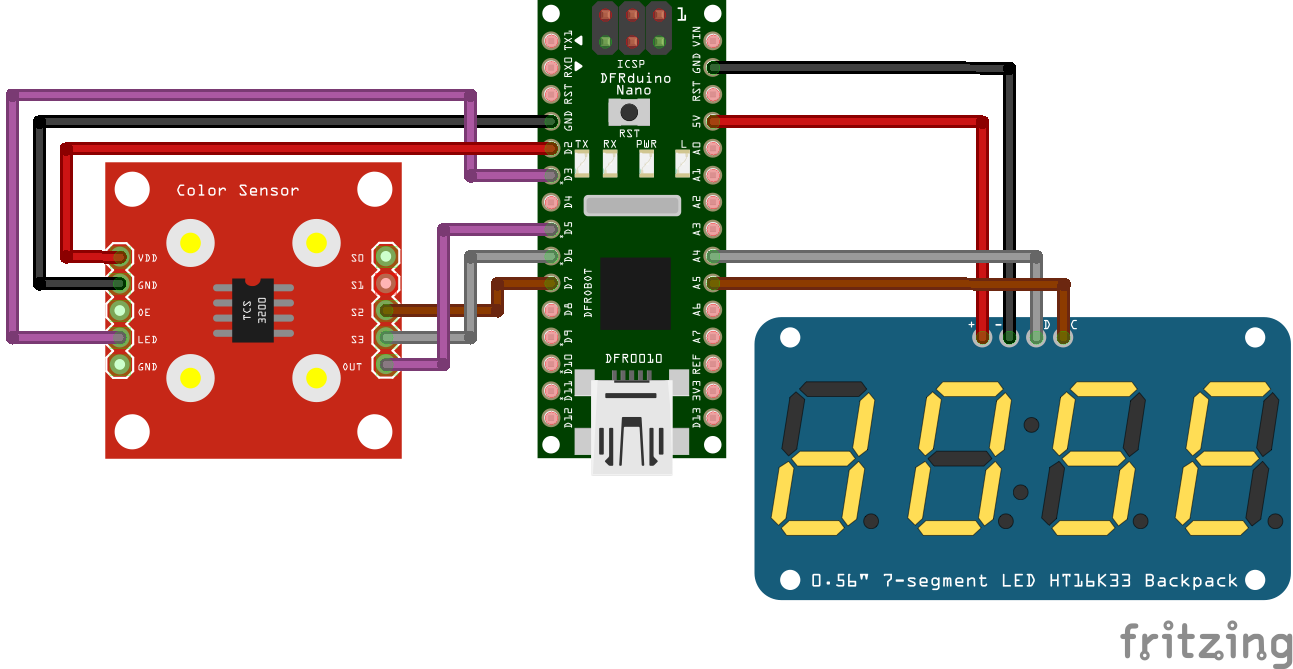 1
TX1
RX0
RST
GND
D2
D3
D4
D5
D6
D7
D8
D9
D10
D11
D12
ICSP
DFRduino
Nano
RST
TX RX PWR L
DFROBOT
DFR0010
VIN
GND
RST
5V
A0
A1
A2
A3
A4
A5
A6
A7
REF
3V3
D13
Color Sensor
VDD
GND
OE
LED
GND
TCS
3500
S0
S1
S2
S3
OUT
+ - D C
0.56" 7-segment LED HT16K33 Backpack
fritzing